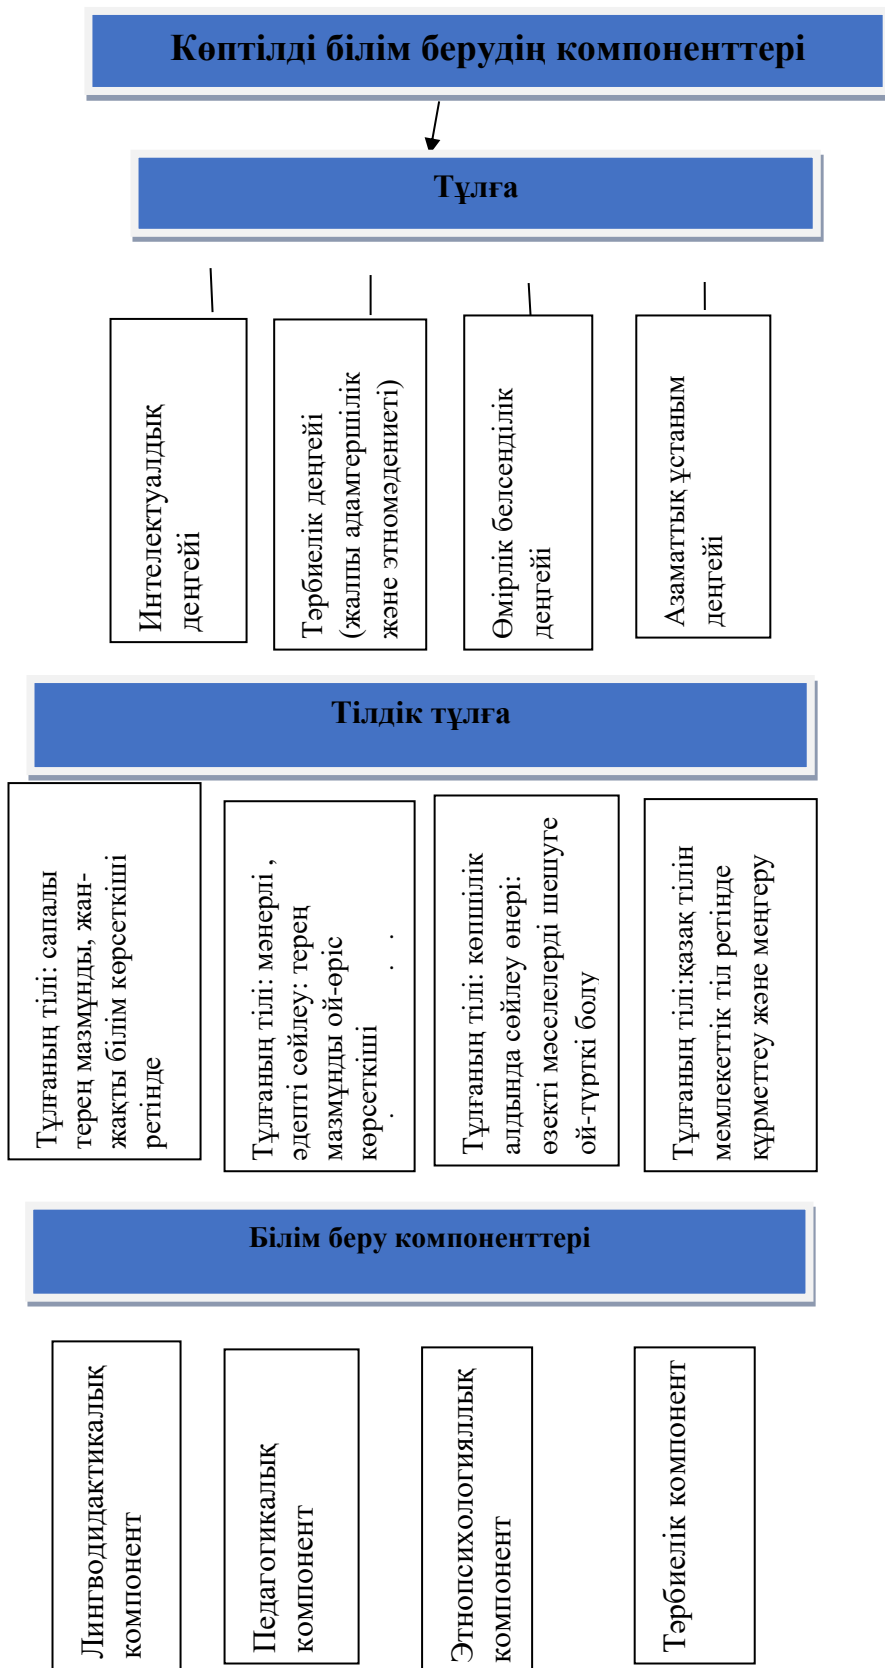 Көптілді білім берудің компоненттері
Тұлға
Интелектуалдық
деңгейі
Тәрбиелік деңгейі
(жалпы адамгершілік
және этномәдениеті)
Өмірлік белсенділік
деңгейі
Азаматтық ұстаным
деңгейі
Тілдік тұлға
Тұлғаның тілі: сапалы
терең мазмұнды, жан-
жақты білім көрсеткіші
ретінде
Тұлғаның тілі: мәнерлі ,
әдепті сөйлеу: терең
мазмұнды ой-өріс
көрсеткіші
Тұлғаның тілі: көпшілік
алдында сөйлеу өнері:
өзекті мәселелерді шешуге
ой-түрткі болу
Тұлғаның тілі:қазақ тілін
мемлекеттік тіл ретінде
құрметтеу және меңгеру
Білім беру компоненттері
Лингводидактикалық
компонент
Педагогикалық
компонент
Этнопсихологияллық
компонент
Тәрбиелік компонент